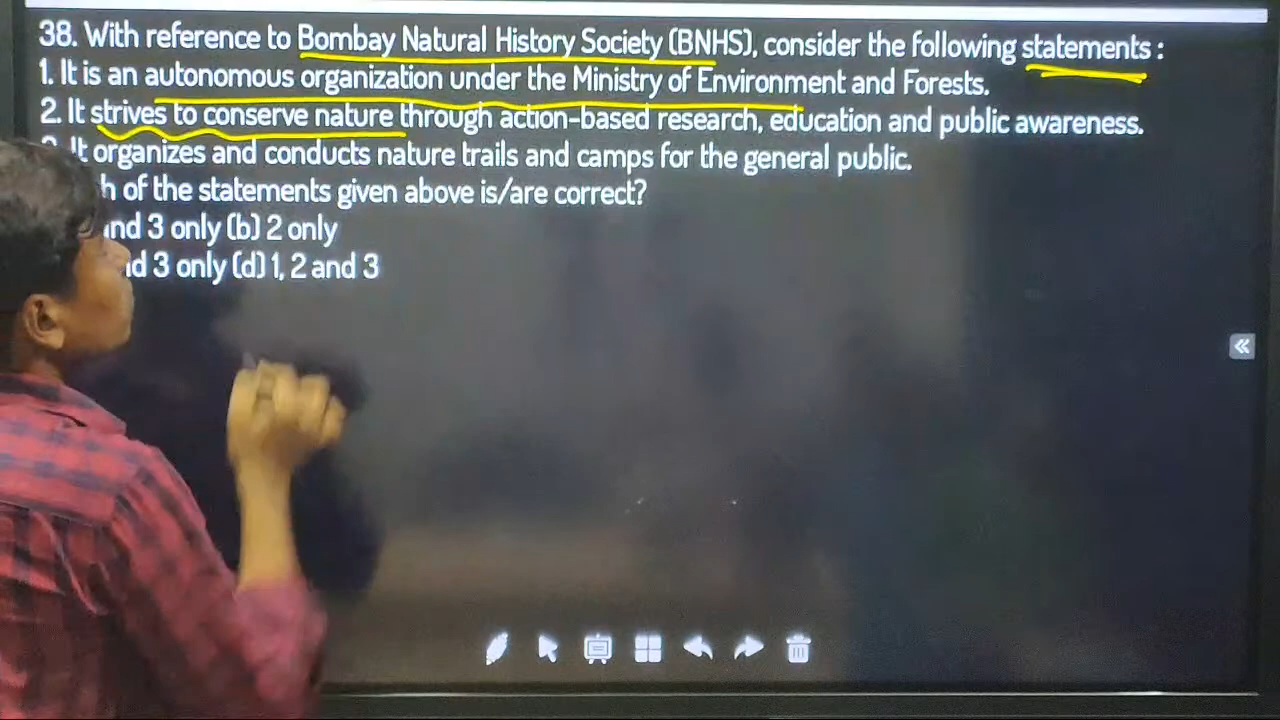 38. With reference to Bombay Natural History Society (BNHS), consider the following statements :
1. It is an autonomous organization under the Ministry of Environment and Forests.
2. It strives to conserve nature through action-based research, education and public awareness.
It organizes and conducts nature trails and camps for the general public.
of the statements given above is/are correct?
and 3 only (b) 2 only
3 only (d) 1, 2 and 3